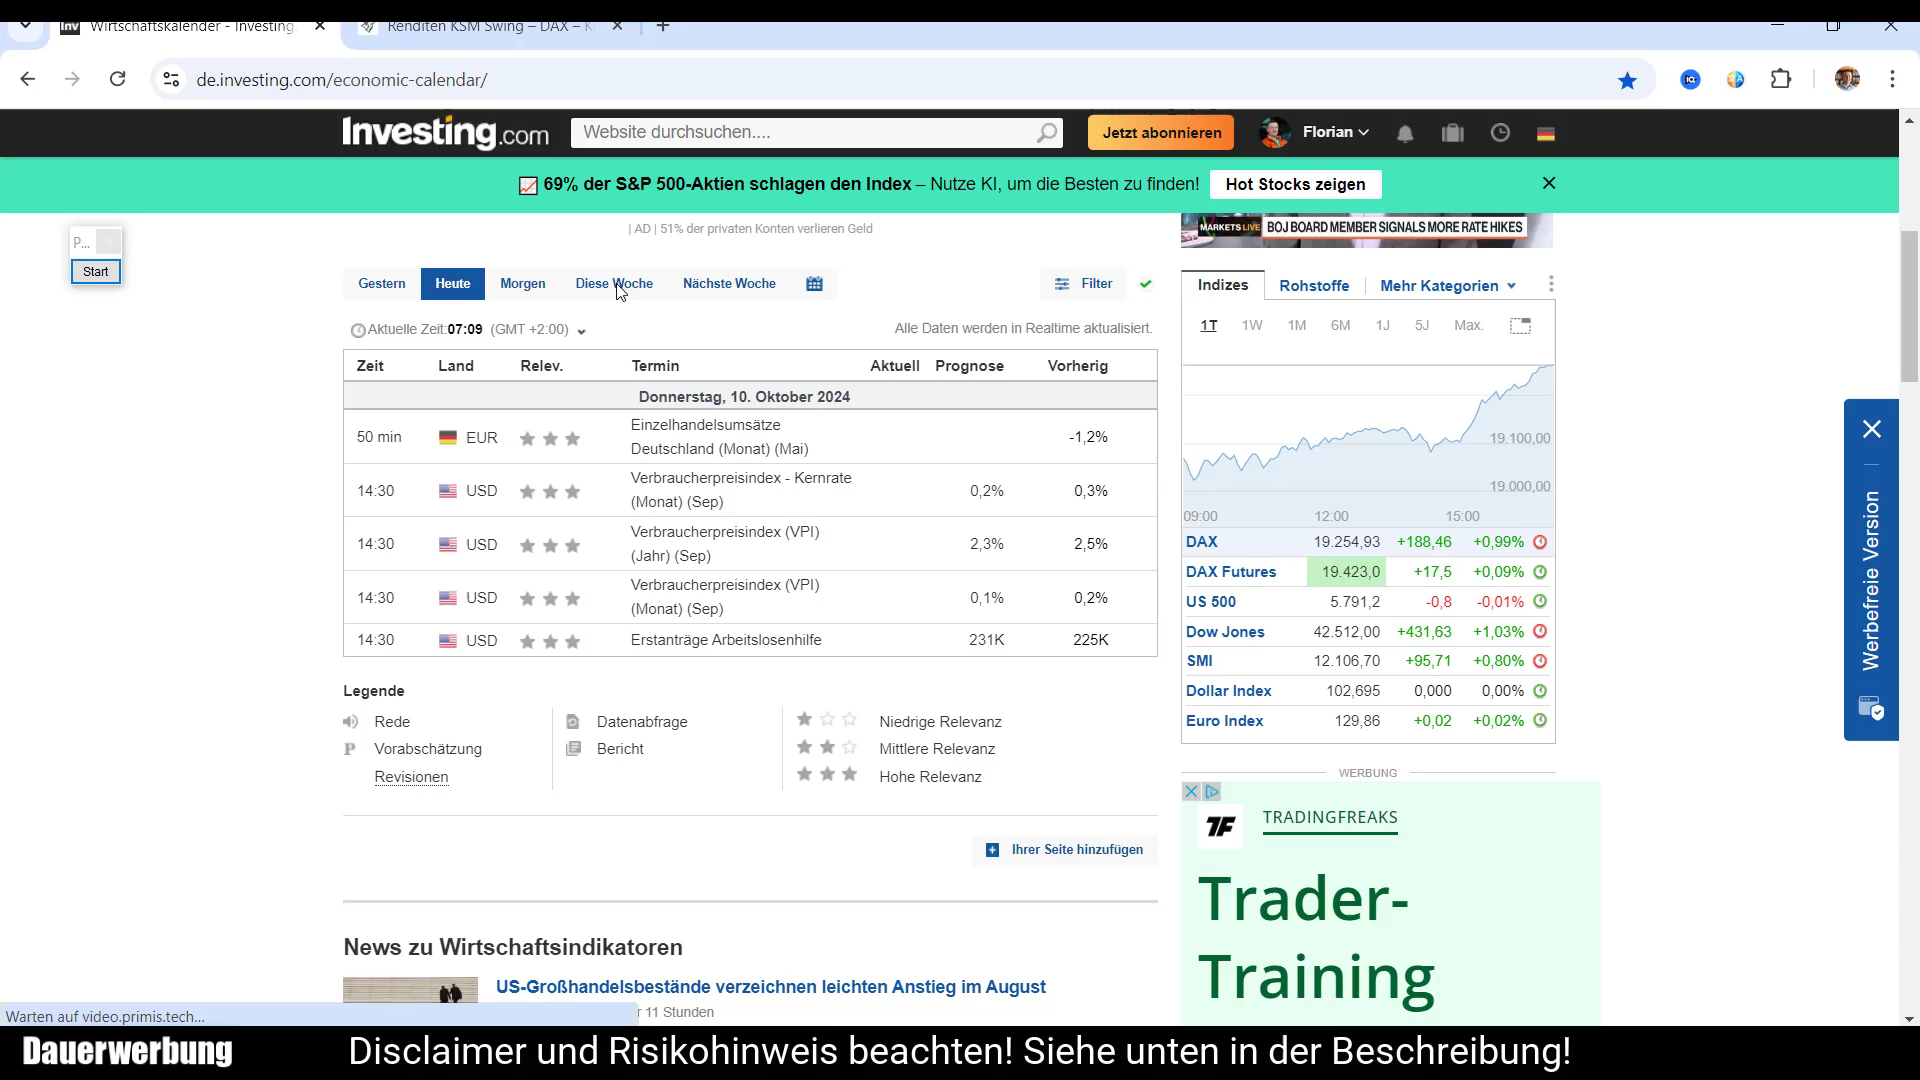 Wirtschaftskalender - Investing.
Renditen KSM Swing – DAX – K
de.investing.com/economic-calendar/
Investing.com
Website durchsuchen....
Jetzt abonnieren
Florian
69% der S&P 500-Aktien schlagen den Index – Nutze KI, um die Besten zu finden!
Hot Stocks zeigen
| AD | 51% der privaten Konten verlieren Geld
MARKETS LIVE BOJ BOARD MEMBER SIGNALS MORE RATE HIKES
P...
Start
Gestern Heute Morgen Diese Woche Nächste Woche
Filter
Aktuelle Zeit:07:09 (GMT +2:00)
Alle Daten werden in Realtime aktualisiert.
Zeit Land Relev. Termin Aktuell Prognose Vorherig
Donnerstag, 10. Oktober 2024
50 min EUR Einzelhandelsumsätze
Deutschland (Monat) (Mai) -1,2%
14:30 USD Verbraucherpreisindex - Kernrate
(Monat) (Sep) 0,2% 0,3%
14:30 USD Verbraucherpreisindex (VPI)
(Jahr) (Sep) 2,3% 2,5%
14:30 USD Verbraucherpreisindex (VPI)
(Monat) (Sep) 0,1% 0,2%
14:30 USD Erstanträge Arbeitslosenhilfe 231K 225K
Legende
Rede
P Vorabschätzung
Revisionen
Datenabfrage
Bericht
Niedrige Relevanz
Mittlere Relevanz
Hohe Relevanz
Ihrer Seite hinzufügen
News zu Wirtschaftsindikatoren
US-Großhandelsbestände verzeichnen leichten Anstieg im August
r 11 Stunden
Warten auf video.primis.tech...
Indizes Rohstoffe Mehr Kategorien
1T 1W 1M 6M 1J 5J Max.
19.100,00
19.000,00
09:00 12:00 15:00
DAX 19.254,93 +188,46 +0,99%
DAX Futures 19.423,0 +17,5 +0,09%
US 500 5.791,2 -0,8 -0,01%
Dow Jones 42.512,00 +431,63 +1,03%
SMI 12.106,70 +95,71 +0,80%
Dollar Index 102,695 0,000 0,00%
Euro Index 129,86 +0,02 +0,02%
WERBUNG
TF
TRADINGFREAKS
Trader-
Training
Werbefreie Version
Dauerwerbung
Disclaimer und Risikohinweis beachten! Siehe unten in der Beschreibung!